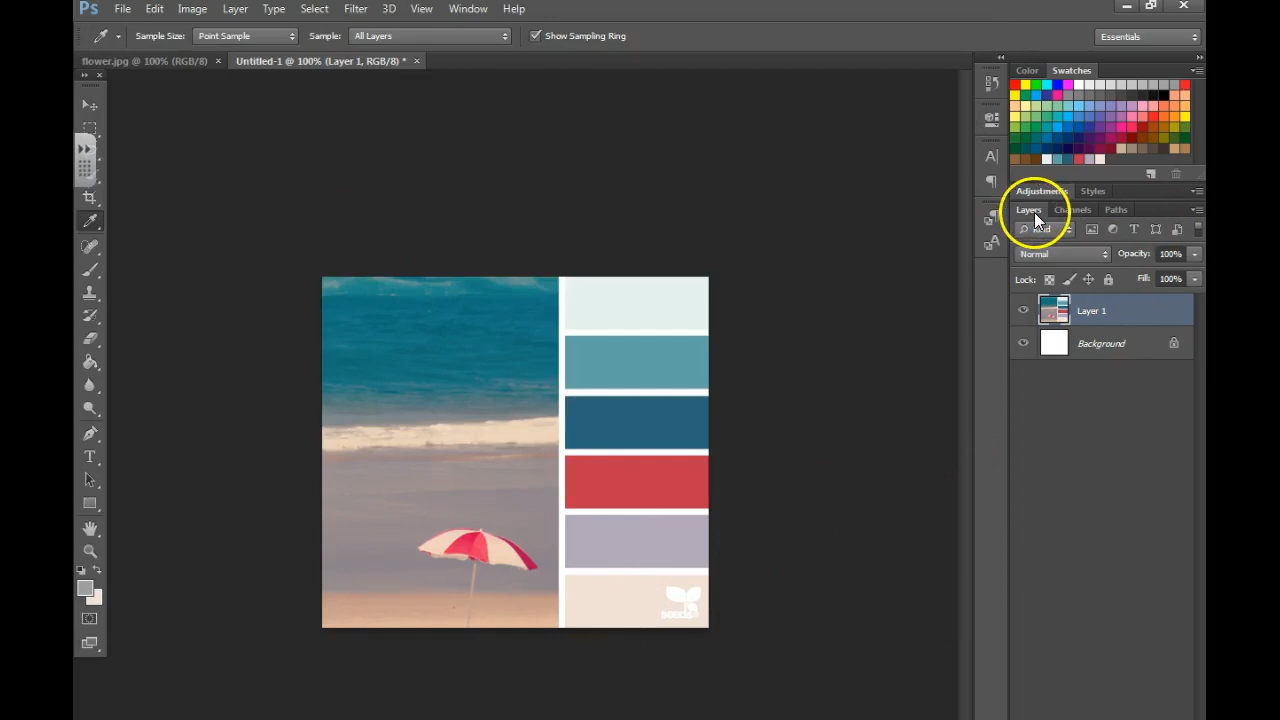 Ps File Edit Image Layer Type Select Filter 3D View Window Help
Sample Size: Point Sample Sample: All Layers Show Sampling Ring Essentials
flower.jpg @ 100% (RGB/8) × Untitled-1 @ 100% (Layer 1, RGB/8) * ×
Color Swatches
Adjustments Styles
Layers Channels Paths
Kind
Normal Opacity: 100%
Lock: Fill: 100%
Layer 1
Background
seeds